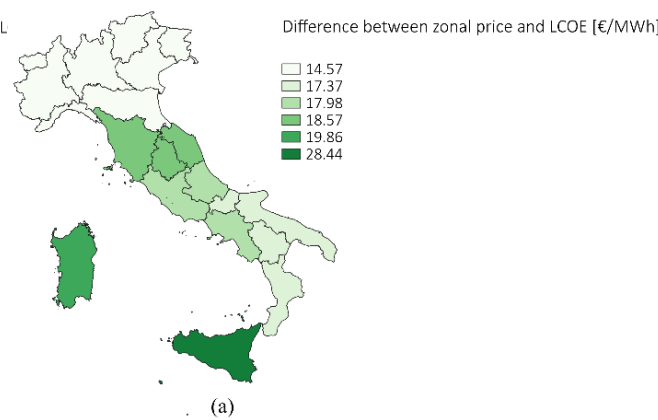 L
Difference between zonal price and LCOE [€/MWh]
14.57
17.37
17.98
18.57
19.86
28.44
(a)